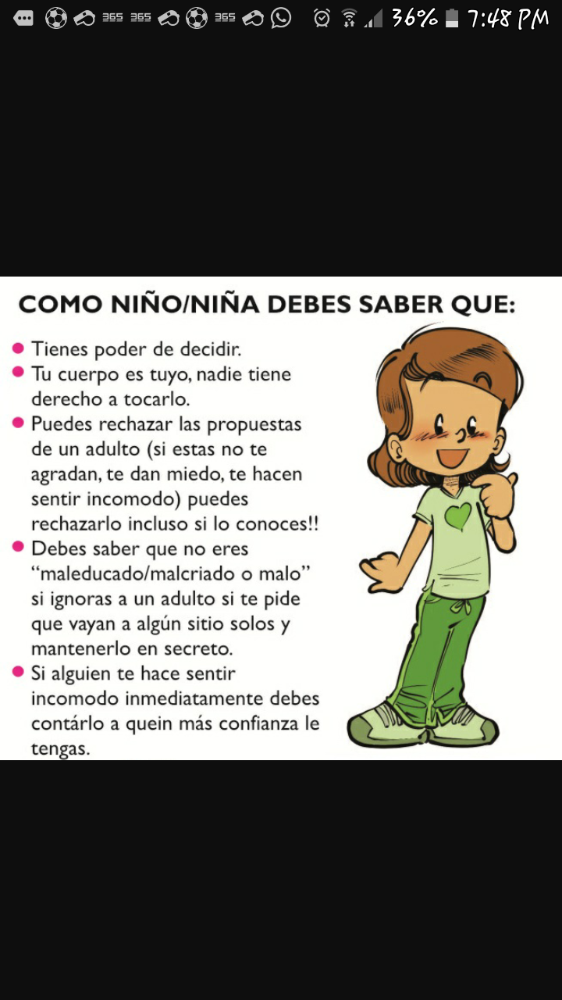 365 365 365 36% 7:48 PM
COMO NIÑO/NIÑA DEBES SABER QUE:
Tienes poder de decidir.
Tu cuerpo es tuyo, nadie tiene
derecho a tocarlo.
Puedes rechazar las propuestas
de un adulto (si estas no te
agradan, te dan miedo, te hacen
sentir incomodo) puedes
rechazarlo incluso si lo conoces!!
Debes saber que no eres
“maleducado/malcriado o malo”
si ignoras a un adulto si te pide
que vayan a algún sitio solos y
mantenerlo en secreto.
Si alguien te hace sentir
incomodo inmediatamente debes
contárlo a quein más confianza le
tengas.